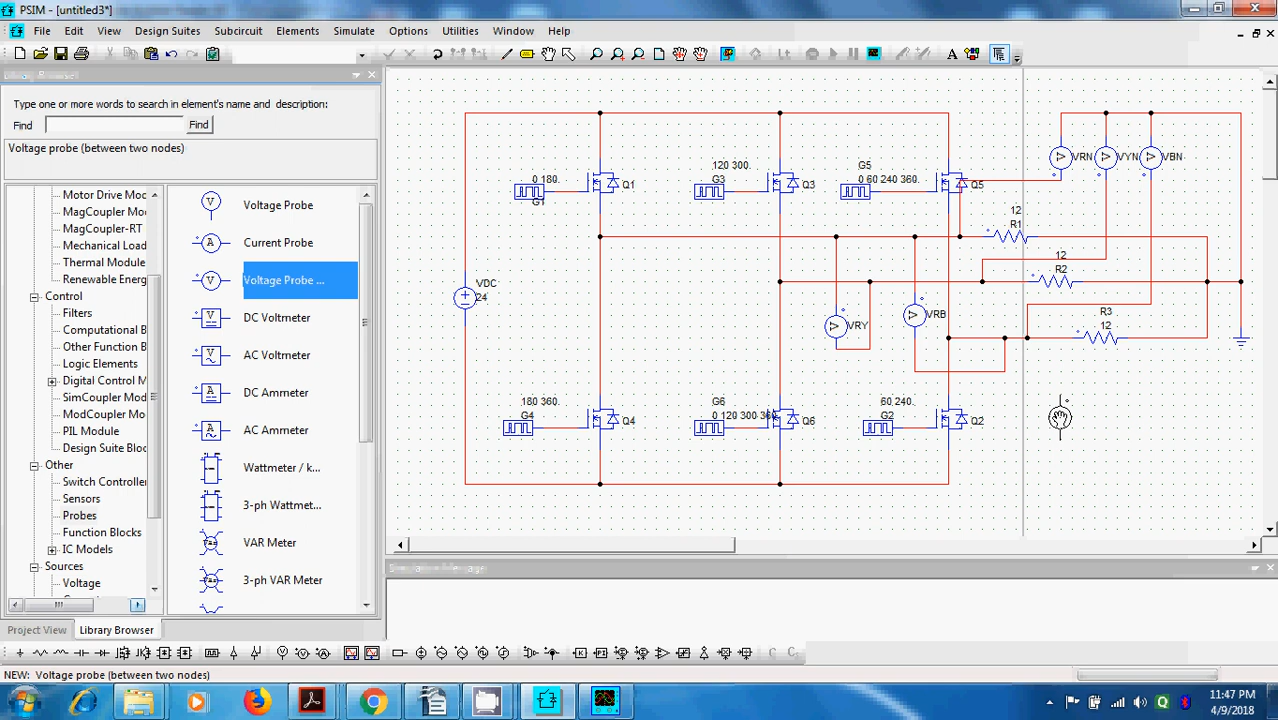 PSIM - [untitled3*]
File Edit View Design Suites Subcircuit Elements Simulate Options Utilities Window Help
Type one or more words to search in element's name and description:
Find Find
Voltage probe (between two nodes)
Motor Drive Mod
MagCoupler Mo
MagCoupler-RT
Mechanical Load
Thermal Module
Renewable Energ
Control
Filters
Computational B
Other Function B
Logic Elements
Digital Control M
SimCoupler Mod
ModCoupler Mo
PIL Module
Design Suite Bloc
Other
Switch Controller
Sensors
Probes
Function Blocks
IC Models
Sources
Voltage
Voltage Probe
Current Probe
Voltage Probe ...
DC Voltmeter
AC Voltmeter
DC Ammeter
AC Ammeter
Wattmeter / k...
3-ph Wattmet...
VAR Meter
3-ph VAR Meter
Project View Library Browser
VDC
24
0 180.
G1
Q1
120 300.
G3
Q3
G5
0 60 240 360.
Q5
VRN
VYN
VBN
12
R1
12
R2
R3
12
VRY
VRB
180 360.
G4
Q4
G6
0 120 300 360.
Q6
60 240.
G2
Q2
NEW: Voltage probe (between two nodes)
11:47 PM
4/9/2018